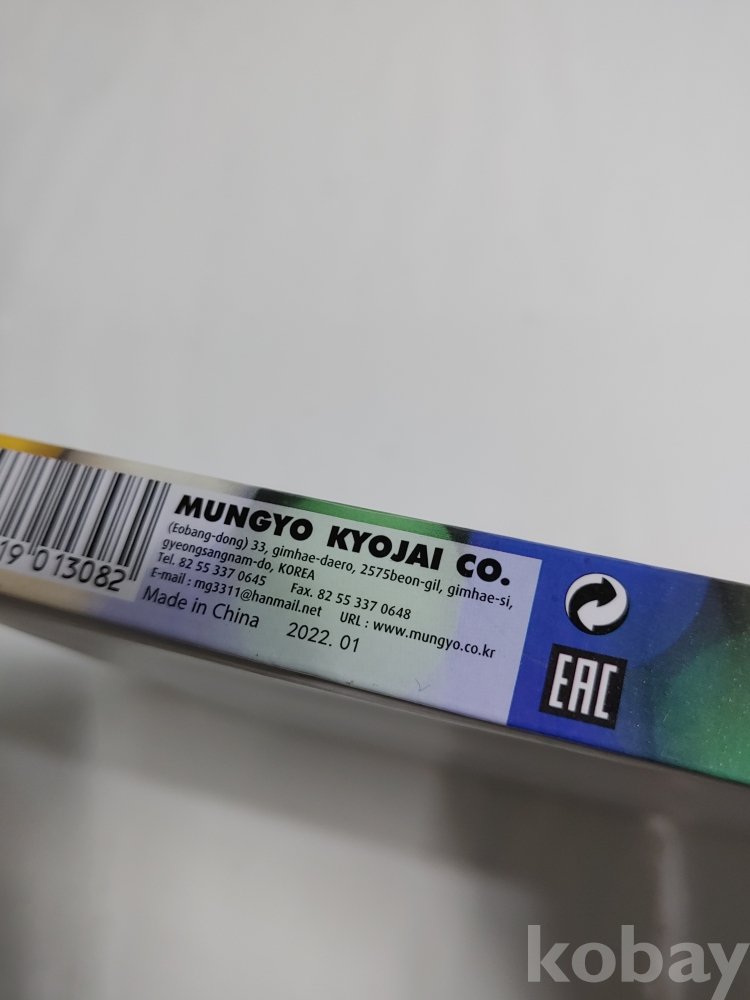 MUNGYO KYOJAI CO.
(Eobang-dong) 33, gimhae-daero, 2575beon-gil, gimhae-si,
gyeongsangnam-do, KOREA
Tel. 82 55 337 0645 Fax. 82 55 337 0648
E-mail : mg3311@hanmail.net URL : www.mungyo.co.kr
Made in China 2022. 01
19 013082
EAC
kobay